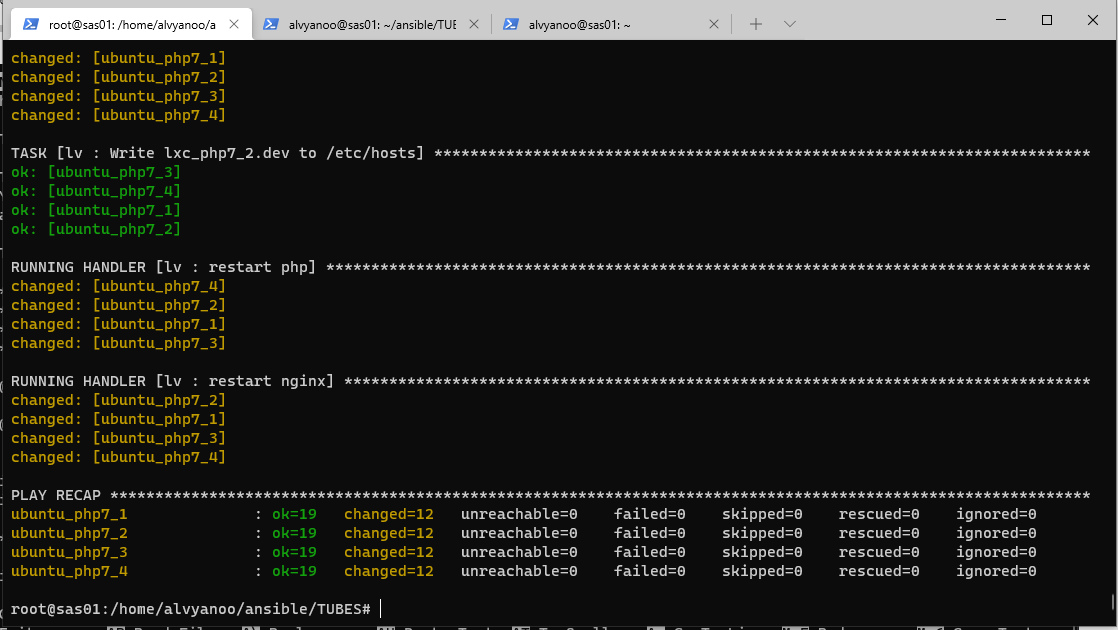 root@sas01: /home/alvyanoo/a
alvyanoo@sas01: ~/ansible/TUE
alvyanoo@sas01: ~
changed: [ubuntu_php7_1]
changed: [ubuntu_php7_2]
changed: [ubuntu_php7_3]
changed: [ubuntu_php7_4]
TASK [lv : Write lxc_php7_2.dev to /etc/hosts] *************************************************************************
ok: [ubuntu_php7_3]
ok: [ubuntu_php7_4]
ok: [ubuntu_php7_1]
ok: [ubuntu_php7_2]
RUNNING HANDLER [lv : restart php] *************************************************************************************
changed: [ubuntu_php7_4]
changed: [ubuntu_php7_2]
changed: [ubuntu_php7_1]
changed: [ubuntu_php7_3]
RUNNING HANDLER [lv : restart nginx] ***********************************************************************************
changed: [ubuntu_php7_2]
changed: [ubuntu_php7_1]
changed: [ubuntu_php7_3]
changed: [ubuntu_php7_4]
PLAY RECAP *************************************************************************************************************
ubuntu_php7_1 : ok=19 changed=12 unreachable=0 failed=0 skipped=0 rescued=0 ignored=0
ubuntu_php7_2 : ok=19 changed=12 unreachable=0 failed=0 skipped=0 rescued=0 ignored=0
ubuntu_php7_3 : ok=19 changed=12 unreachable=0 failed=0 skipped=0 rescued=0 ignored=0
ubuntu_php7_4 : ok=19 changed=12 unreachable=0 failed=0 skipped=0 rescued=0 ignored=0
root@sas01:/home/alvyanoo/ansible/TUBES#